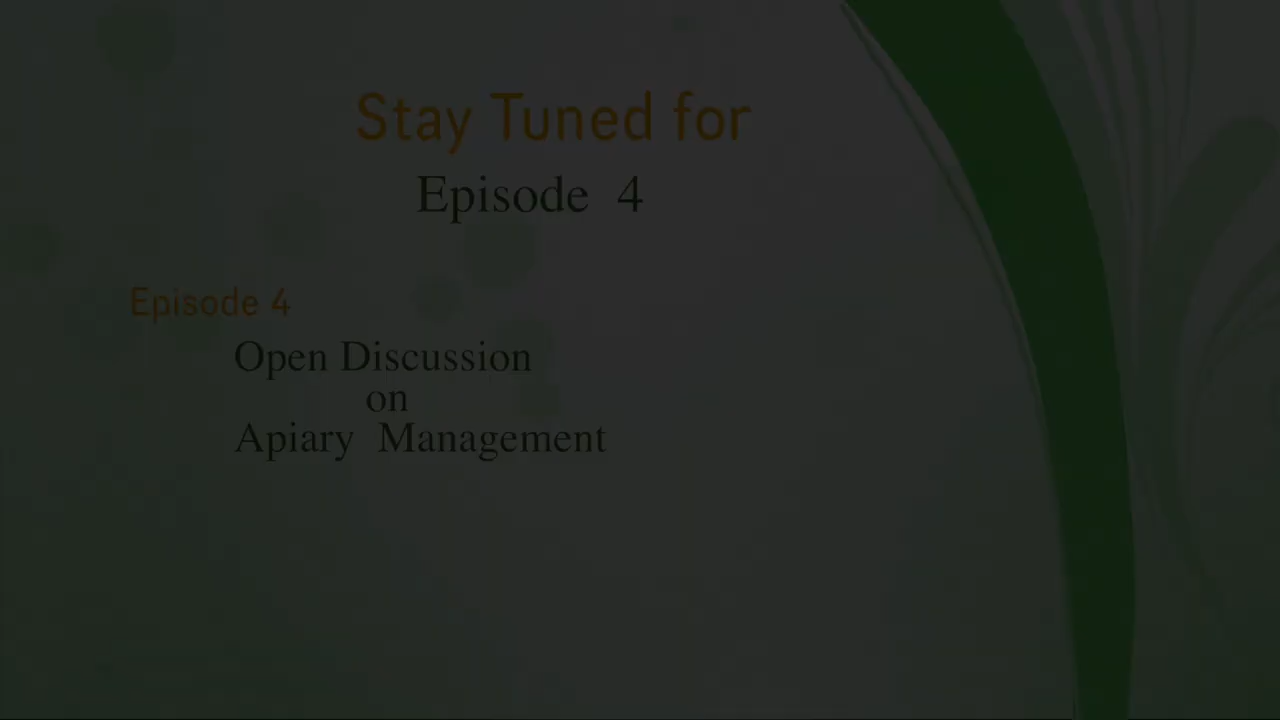 Stay Tuned for
Episode 4
Episode 4
Open Discussion
on
Apiary Management